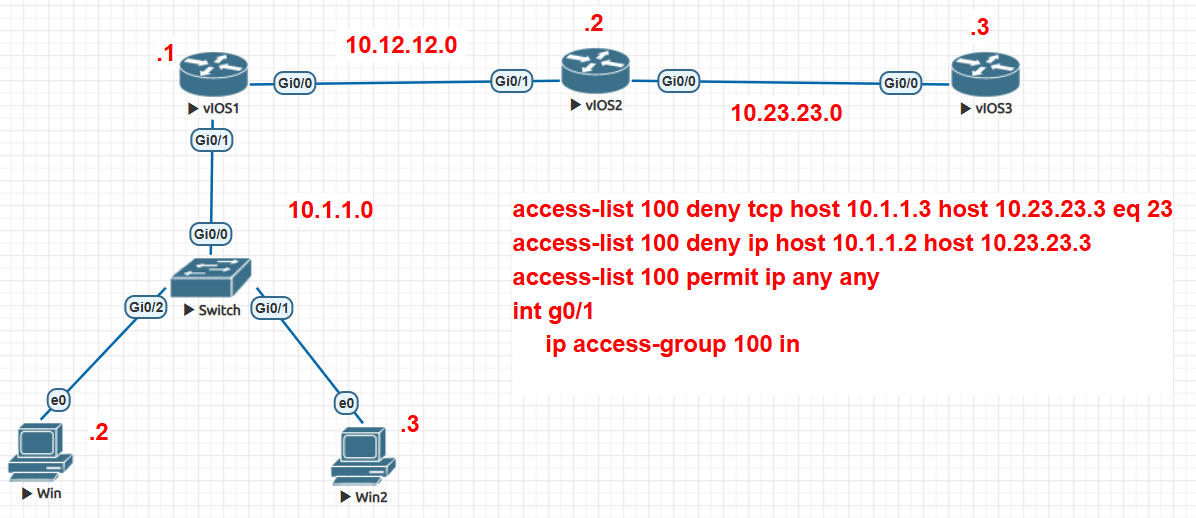 .1
10.12.12.0
.2
.3
Gi0/0
Gi0/1
Gi0/0
Gi0/0
vIOS1
vIOS2
vIOS3
10.23.23.0
Gi0/1
10.1.1.0
Gi0/0
Switch
Gi0/2
Gi0/1
e0
e0
.2
.3
Win
Win2
access-list 100 deny tcp host 10.1.1.3 host 10.23.23.3 eq 23
access-list 100 deny ip host 10.1.1.2 host 10.23.23.3
access-list 100 permit ip any any
int g0/1
ip access-group 100 in